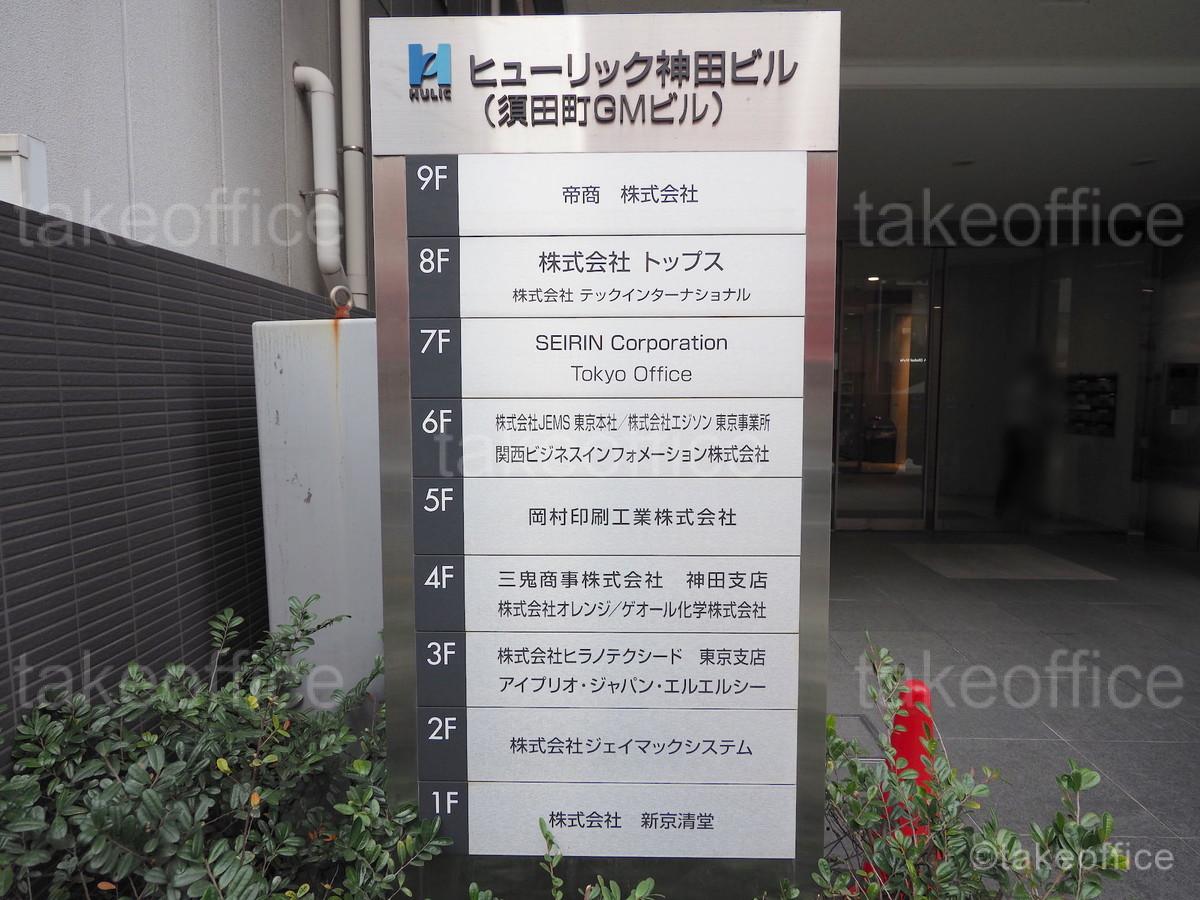 HULIC
ヒューリック神田ビル
（須田町GMビル）
9F
帝商　株式会社
8F
株式会社 トップス
株式会社 テックインターナショナル
7F
SEIRIN Corporation
Tokyo Office
6F
株式会社JEMS 東京本社／株式会社エジソン 東京事業所
関西ビジネスインフォメーション株式会社
5F
岡村印刷工業株式会社
4F
三鬼商事株式会社　神田支店
株式会社オレンジ／ゲオール化学株式会社
3F
株式会社ヒラノテクシード　東京支店
アイプリオ・ジャパン・エルエルシー
2F
株式会社ジェイマックシステム
1F
株式会社　新京清堂
takeoffice
takeoffice
takeoffice
takeoffice
takeoffice
©takeoffice